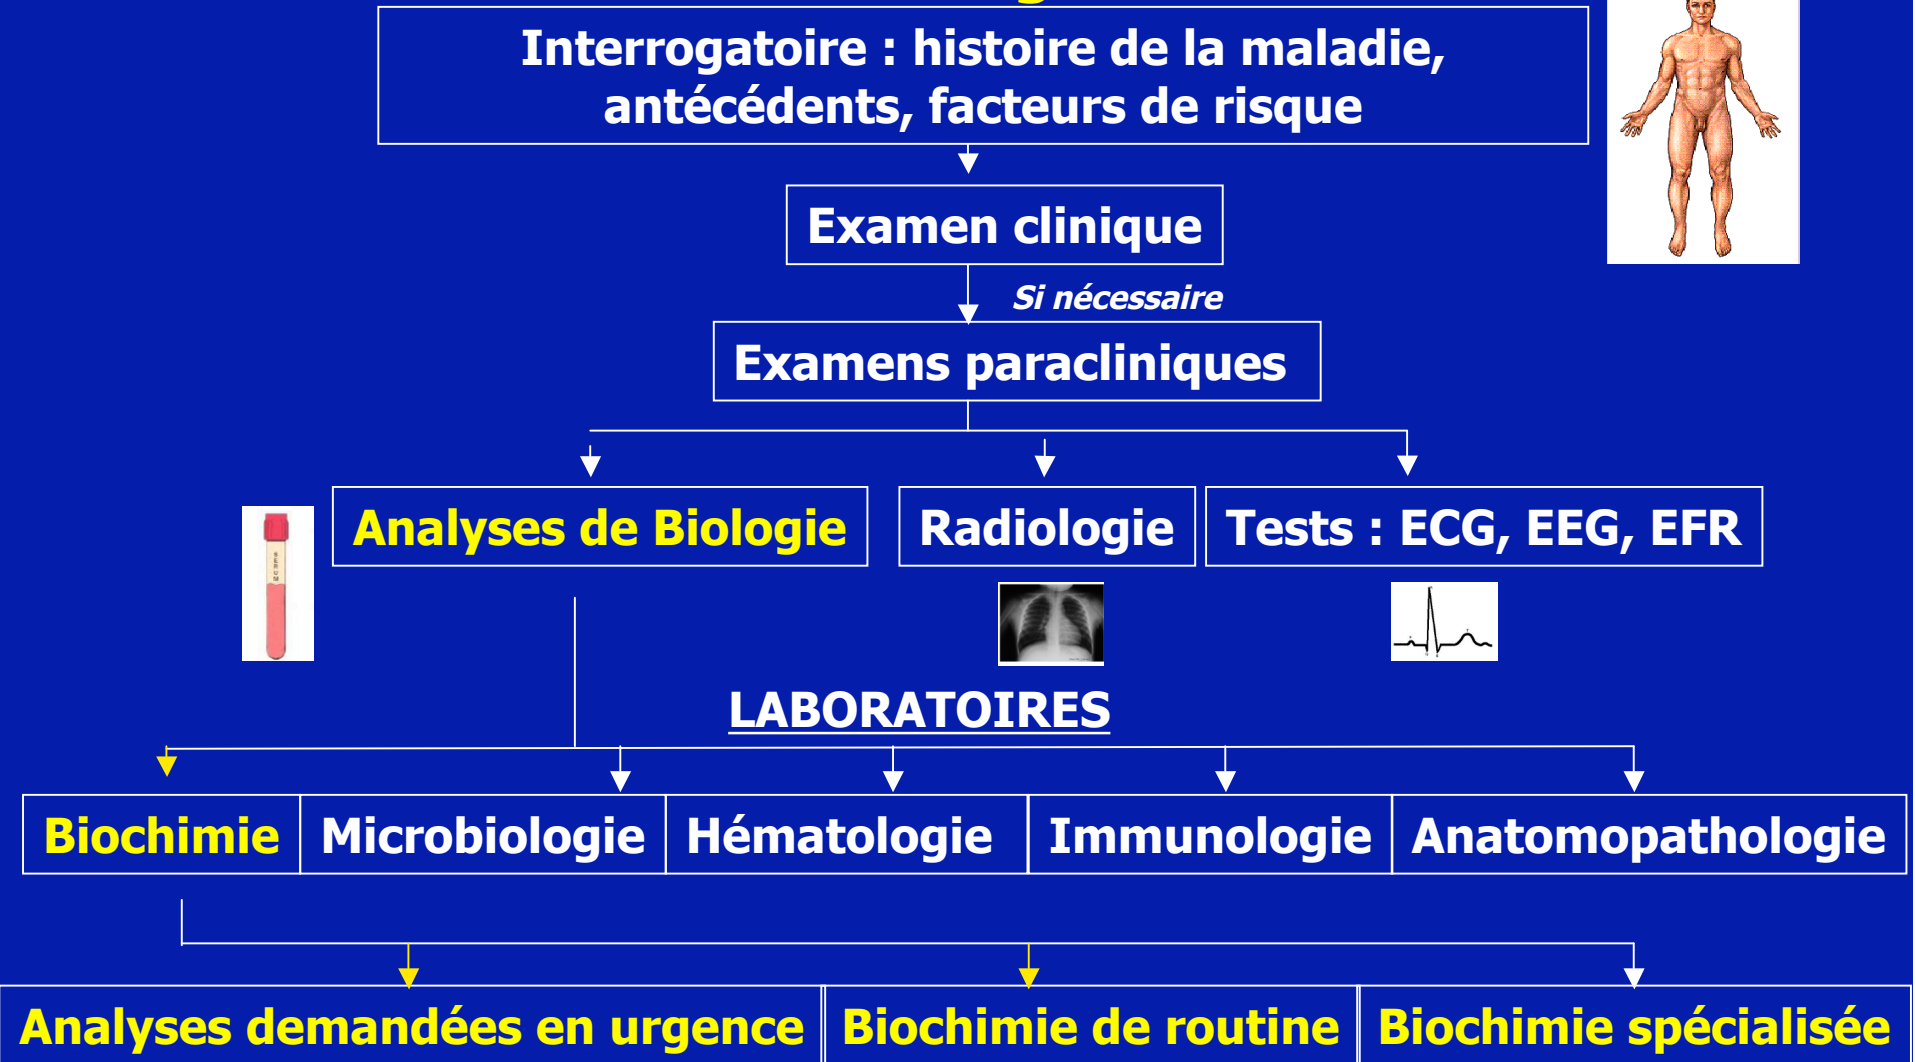 Interrogatoire : histoire de la maladie,
antécédents, facteurs de risque
Examen clinique
Si nécessaire
Examens paracliniques
Analyses de Biologie
Radiologie
Tests : ECG, EEG, EFR
SERUM
LABORATOIRES
Biochimie
Microbiologie
Hématologie
Immunologie
Anatomopathologie
Analyses demandées en urgence
Biochimie de routine
Biochimie spécialisée